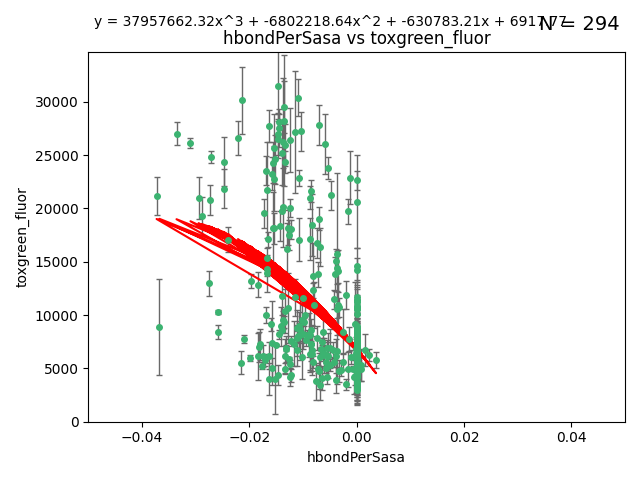 y = 37957662.32x^3 + -6802218.64x^2 + -630783.21x + 6917.77
N = 294
hbondPerSasa vs toxgreen_fluor
toxgreen_fluor
30000
25000
20000
15000
10000
5000
0
−0.04
−0.02
0.00
0.02
0.04
hbondPerSasa